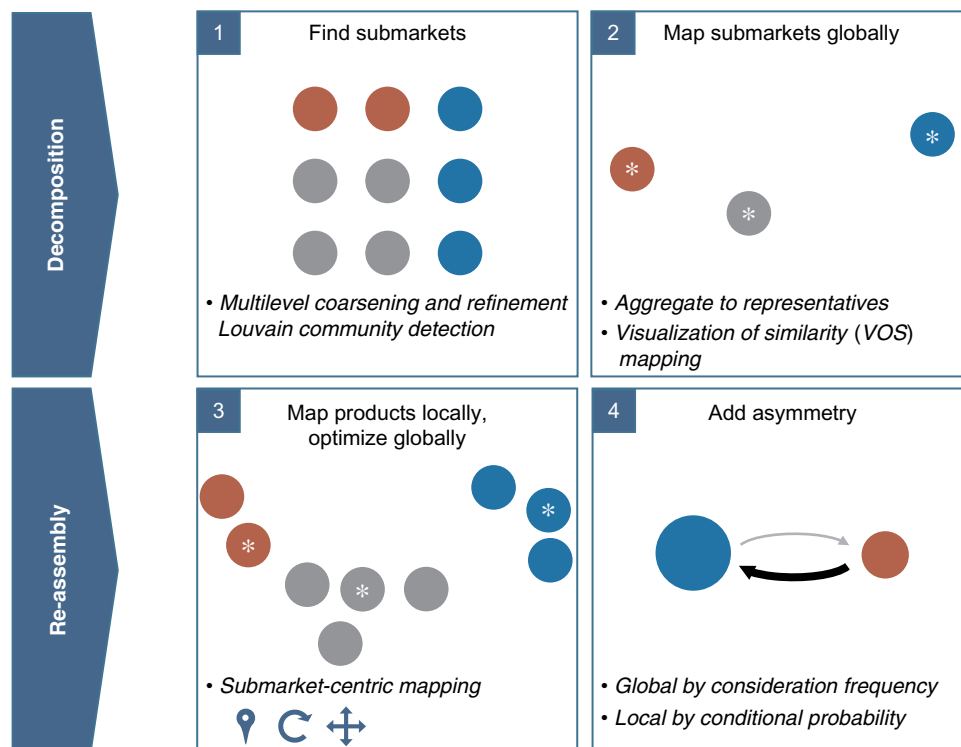 Decomposition
1
Find submarkets
• Multilevel coarsening and refinement
Louvain community detection
2
Map submarkets globally
*
*
*
• Aggregate to representatives
• Visualization of similarity (VOS)
mapping
Re-assembly
3
Map products locally,
optimize globally
*
*
*
• Submarket-centric mapping
4
Add asymmetry
• Global by consideration frequency
• Local by conditional probability